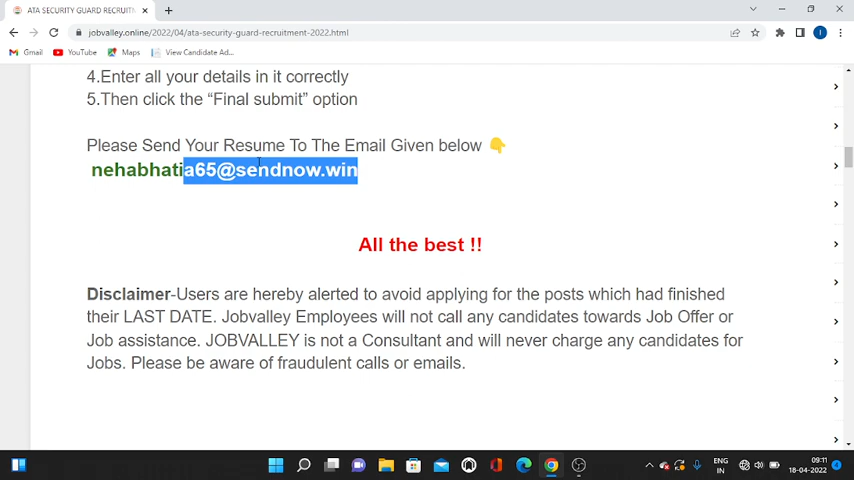 ATA SECURITY GUARD RECRUITM
jobvalley.online/2022/04/ata-security-guard-recruitment-2022.html
Gmail YouTube Maps View Candidate Ad...
4.Enter all your details in it correctly
5.Then click the “Final submit” option
Please Send Your Resume To The Email Given below 👇
nehabhatia65@sendnow.win
All the best !!
Disclaimer-Users are hereby alerted to avoid applying for the posts which had finished
their LAST DATE. Jobvalley Employees will not call any candidates towards Job Offer or
Job assistance. JOBVALLEY is not a Consultant and will never charge any candidates for
Jobs. Please be aware of fraudulent calls or emails.
ENG 09:11
IN 18-04-2022